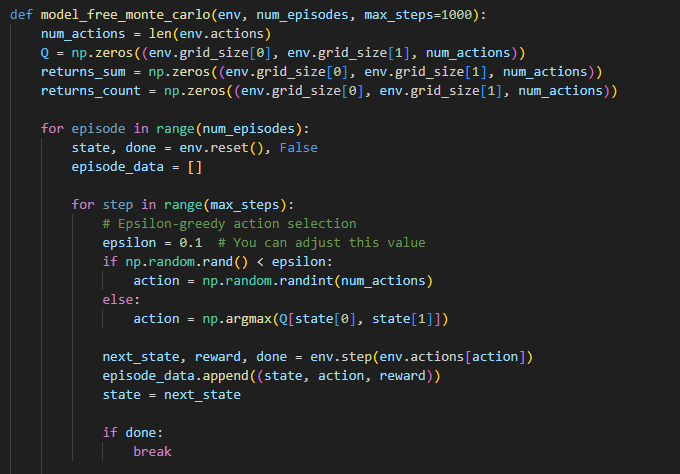 def model_free_monte_carlo(env, num_episodes, max_steps=1000):
    num_actions = len(env.actions)
    Q = np.zeros((env.grid_size[0], env.grid_size[1], num_actions))
    returns_sum = np.zeros((env.grid_size[0], env.grid_size[1], num_actions))
    returns_count = np.zeros((env.grid_size[0], env.grid_size[1], num_actions))

    for episode in range(num_episodes):
        state, done = env.reset(), False
        episode_data = []

        for step in range(max_steps):
            # Epsilon-greedy action selection
            epsilon = 0.1  # You can adjust this value
            if np.random.rand() < epsilon:
                action = np.random.randint(num_actions)
            else:
                action = np.argmax(Q[state[0], state[1]])

            next_state, reward, done = env.step(env.actions[action])
            episode_data.append((state, action, reward))
            state = next_state

            if done:
                break